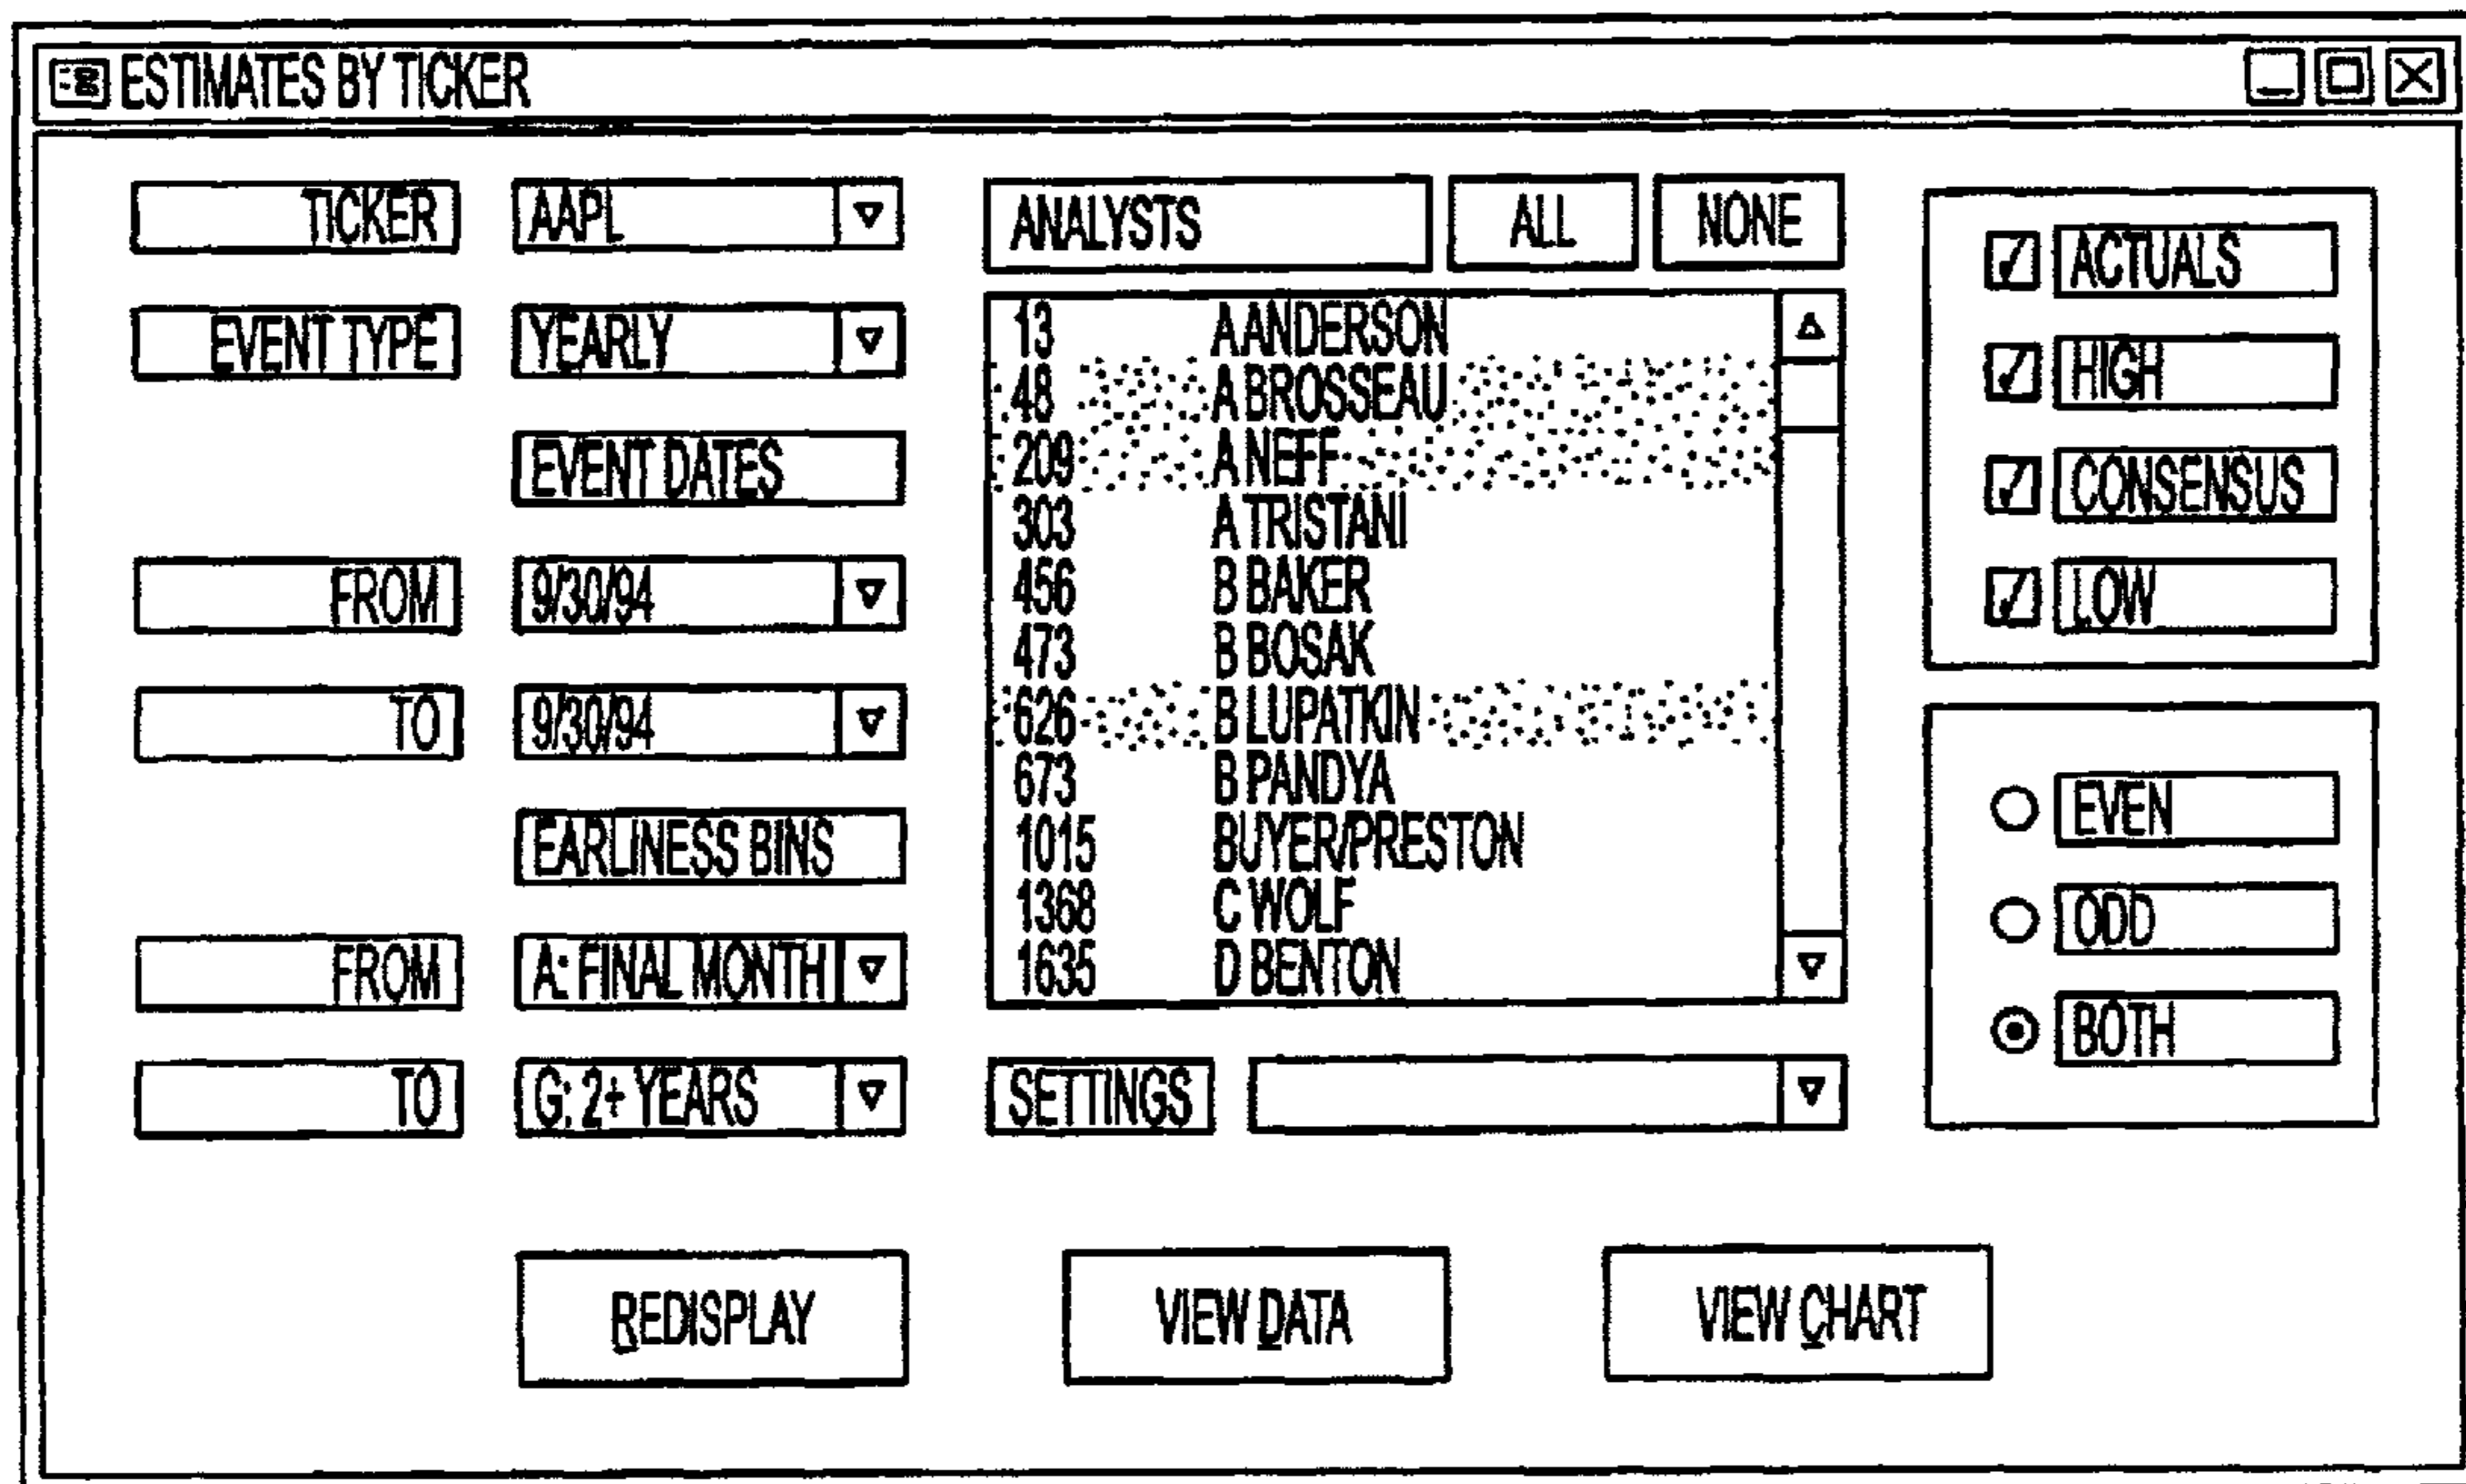 ESTIMATES BY TICKER
TICKER AAPL
EVENT TYPE YEARLY
EVENT DATES
FROM 9/30/94
TO 9/30/94
EARLINESS BINS
FROM A: FINAL MONTH
TO G: 2+ YEARS
ANALYSTS ALL NONE
13 A ANDERSON
48 A BROSSEAU
209 A NEFF
303 A TRISTANI
456 B BAKER
473 B BOSAK
626 B LUPATKIN
673 B PANDYA
1015 BUYER/PRESTON
1368 C WOLF
1635 D BENTON
SETTINGS
ACTUALS
HIGH
CONSENSUS
LOW
EVEN
ODD
BOTH
REDISPLAY VIEW DATA VIEW CHART